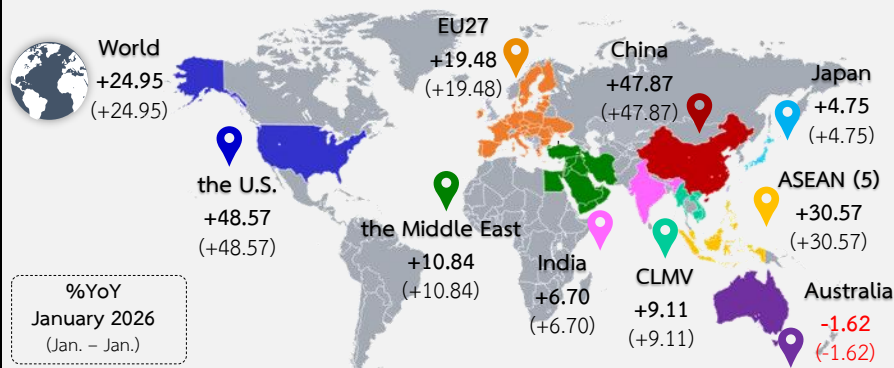 World
+24.95
(+24.95)
EU27
+19.48
(+19.48)
China
+47.87
(+47.87)
Japan
+4.75
(+4.75)
the U.S.
+48.57
(+48.57)
the Middle East
+10.84
(+10.84)
India
+6.70
(+6.70)
CLMV
+9.11
(+9.11)
ASEAN (5)
+30.57
(+30.57)
Australia
-1.62
(-1.62)
%YoY
January 2026
(Jan. – Jan.)